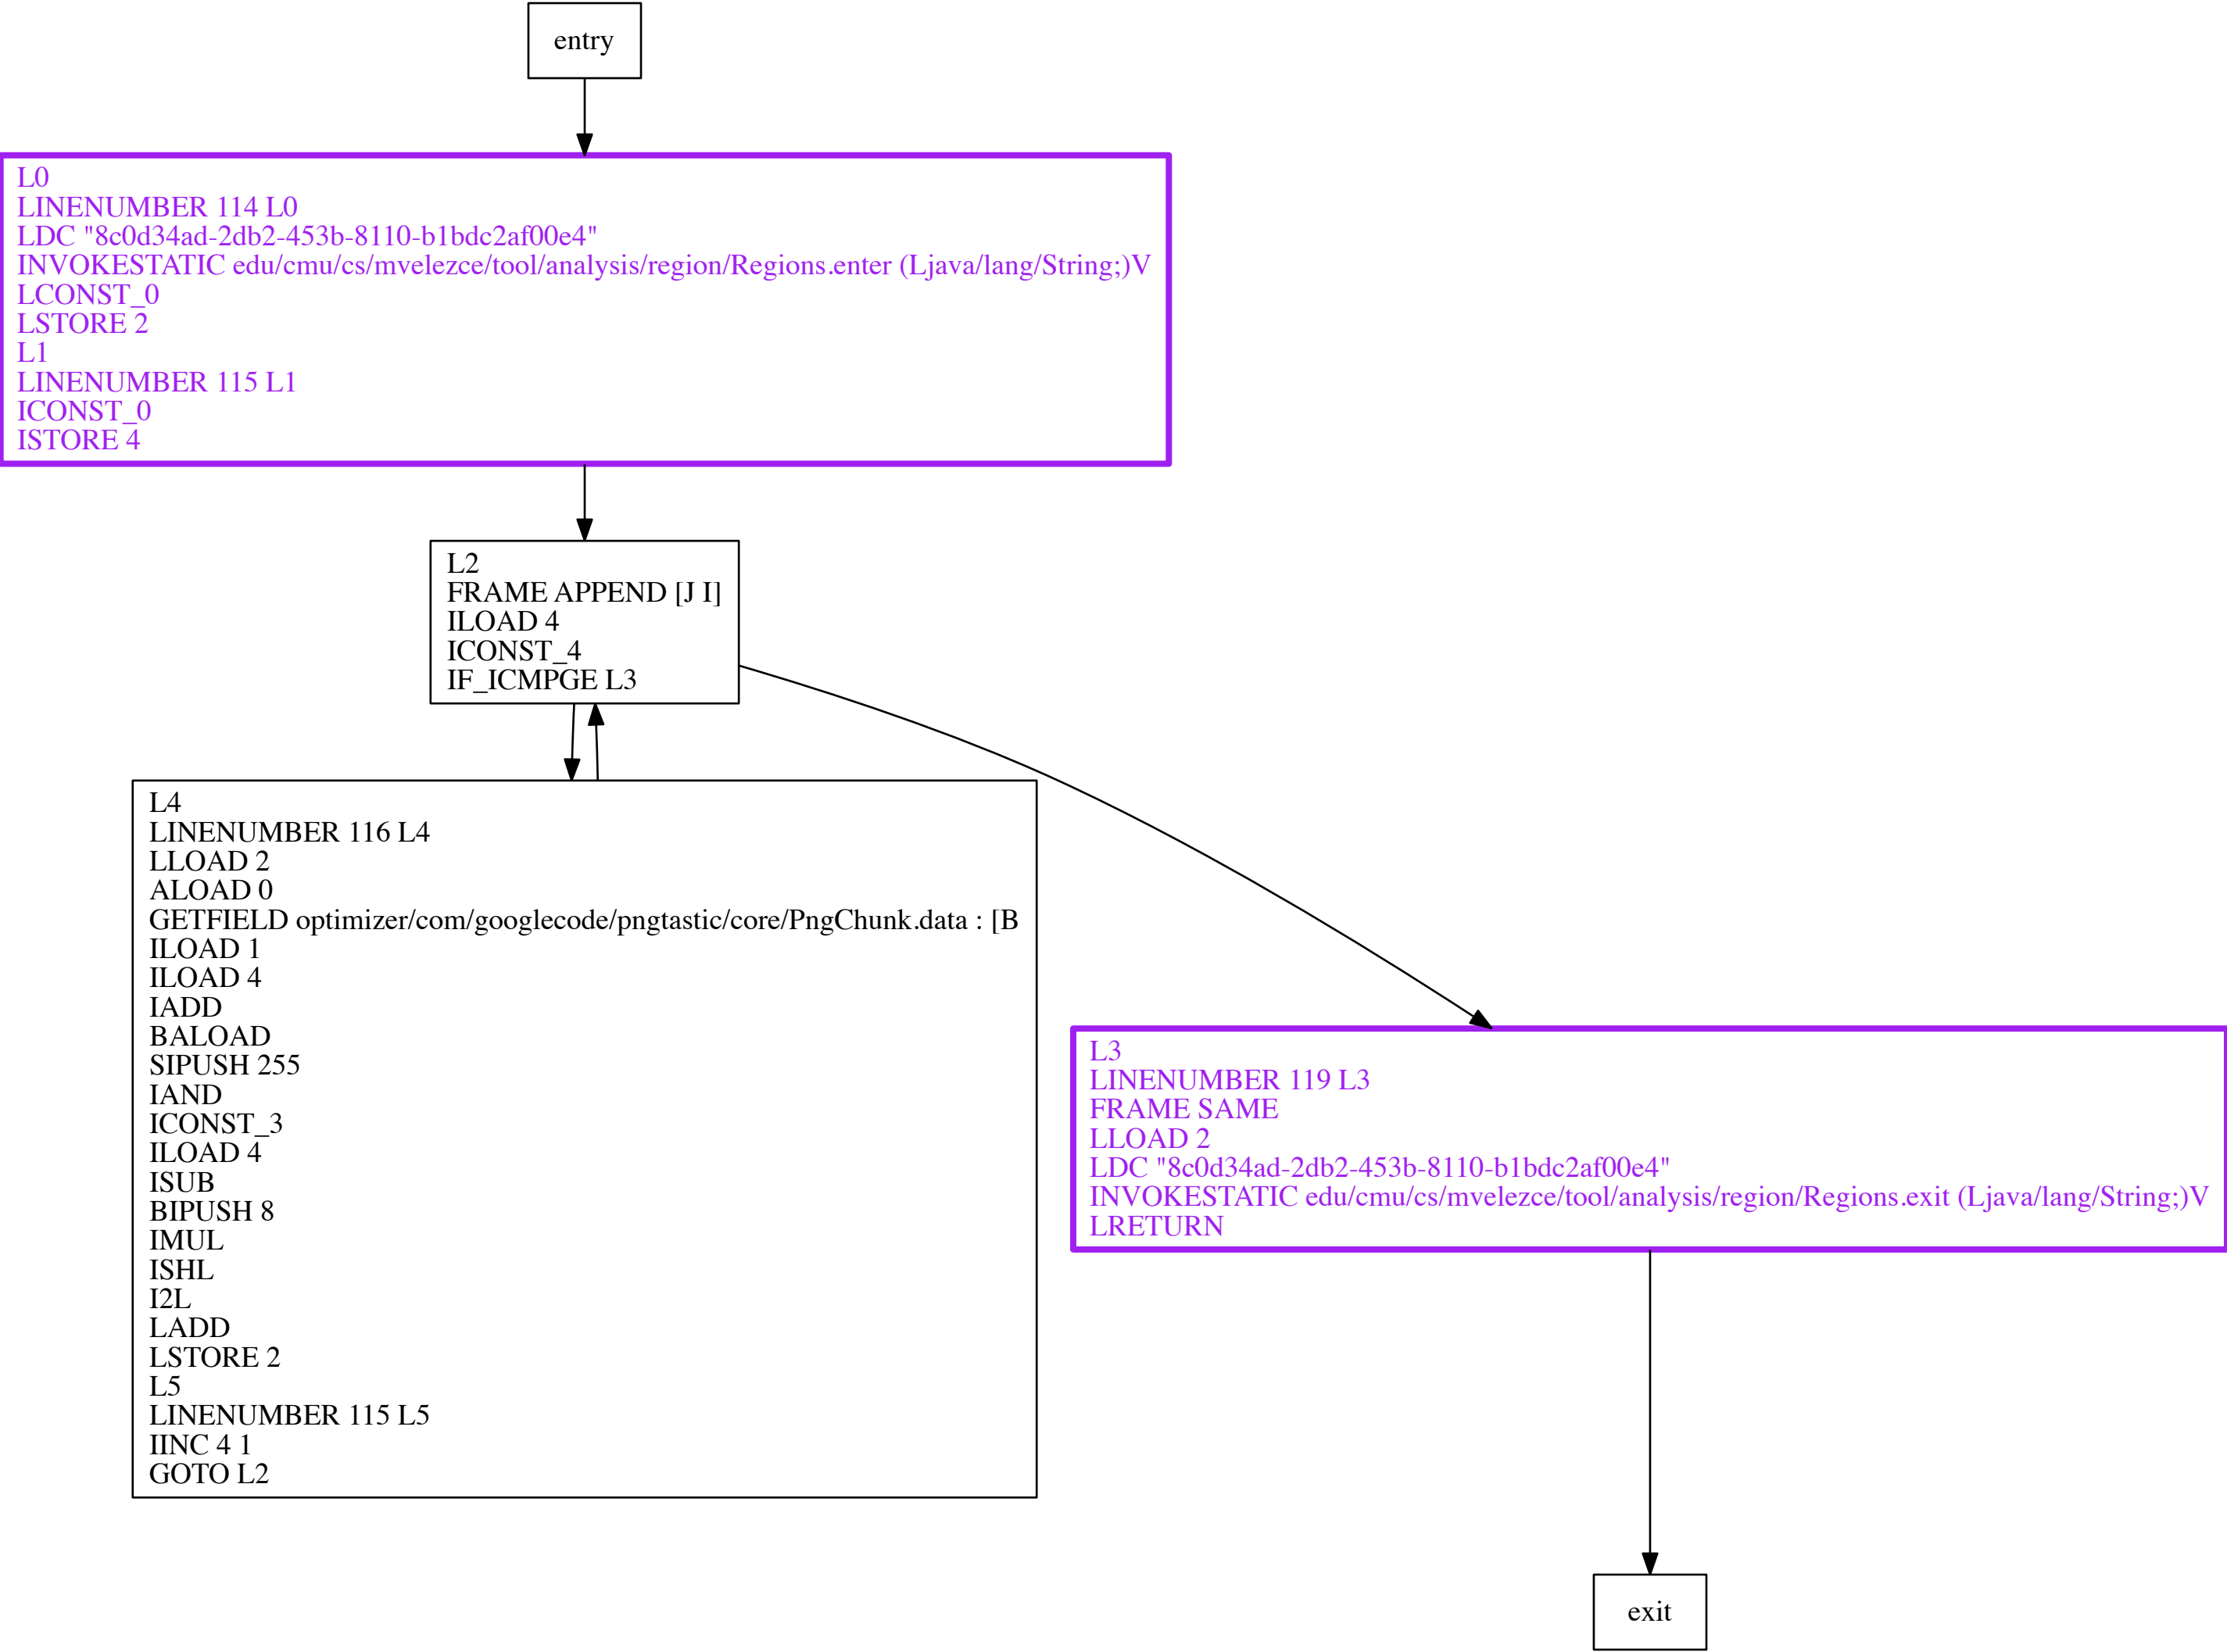 entry
L0
LINENUMBER 114 L0
LDC "8c0d34ad-2db2-453b-8110-b1bdc2af00e4"
INVOKESTATIC edu/cmu/cs/mvelezce/tool/analysis/region/Regions.enter (Ljava/lang/String;)V
LCONST_0
LSTORE 2
L1
LINENUMBER 115 L1
ICONST_0
ISTORE 4
L2
FRAME APPEND [J I]
ILOAD 4
ICONST_4
IF_ICMPGE L3
L4
LINENUMBER 116 L4
LLOAD 2
ALOAD 0
GETFIELD optimizer/com/googlecode/pngtastic/core/PngChunk.data : [B
ILOAD 1
ILOAD 4
IADD
BALOAD
SIPUSH 255
IAND
ICONST_3
ILOAD 4
ISUB
BIPUSH 8
IMUL
ISHL
I2L
LADD
LSTORE 2
L5
LINENUMBER 115 L5
IINC 4 1
GOTO L2
L3
LINENUMBER 119 L3
FRAME SAME
LLOAD 2
LDC "8c0d34ad-2db2-453b-8110-b1bdc2af00e4"
INVOKESTATIC edu/cmu/cs/mvelezce/tool/analysis/region/Regions.exit (Ljava/lang/String;)V
LRETURN
exit